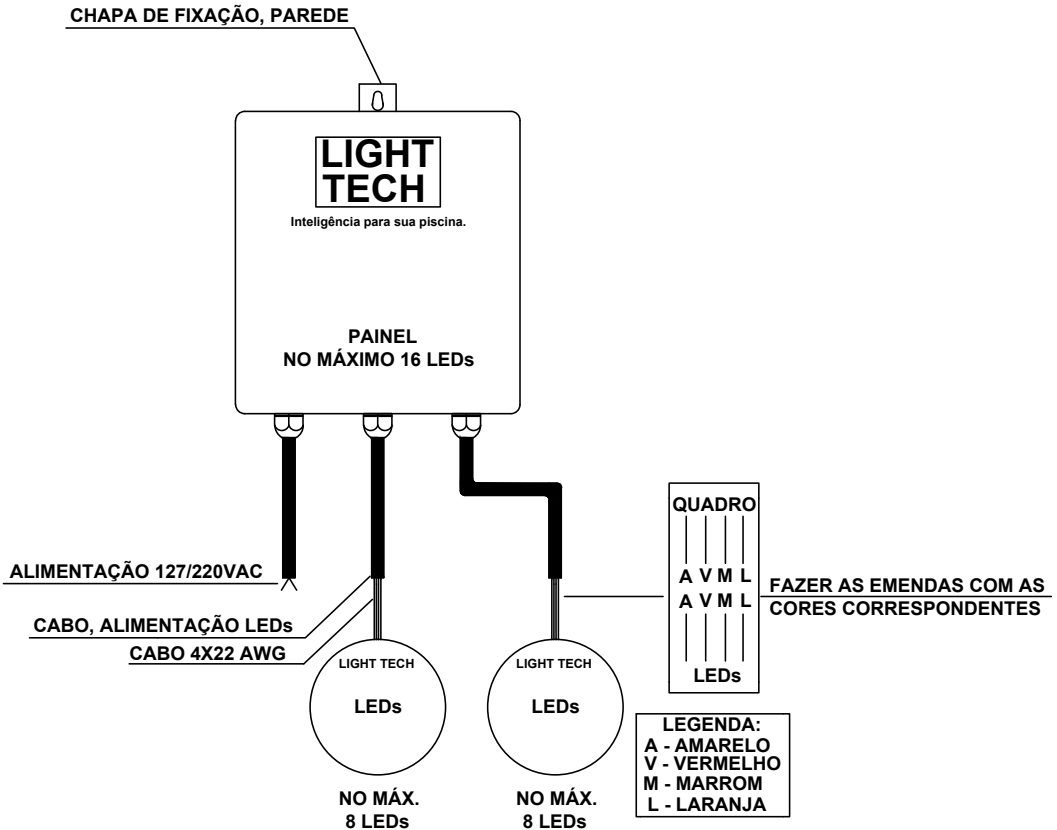 CHAPA DE FIXAÇÃO, PAREDE
LIGHT
TECH
Inteligência para sua piscina.
PAINEL
NO MÁXIMO 16 LEDs
ALIMENTAÇÃO 127/220VAC
CABO, ALIMENTAÇÃO LEDs
CABO 4X22 AWG
LIGHT TECH
LEDs
NO MÁX.
8 LEDs
LIGHT TECH
LEDs
NO MÁX.
8 LEDs
QUADRO
A V M L
A V M L
LEDs
FAZER AS EMENDAS COM AS
CORES CORRESPONDENTES
LEGENDA:
A - AMARELO
V - VERMELHO
M - MARROM
L - LARANJA